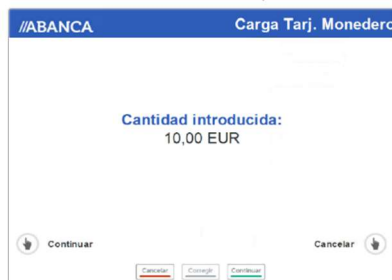 //ABANCA
Carga Tarj. Monedero
Cantidad introducida:
10,00 EUR
Continuar
Cancelar
Cancelar Corregir Continuar